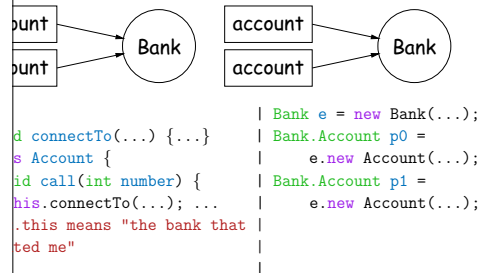 ount
Bank
ount
account
Bank
account
| Bank e = new Bank(...);
d connectTo(...) {...} | Bank.Account p0 =
s Account { | e.new Account(...);
id call(int number) { | Bank.Account p1 =
his.connectTo(...); ... | e.new Account(...);
.this means "the bank that |
ted me" |
|